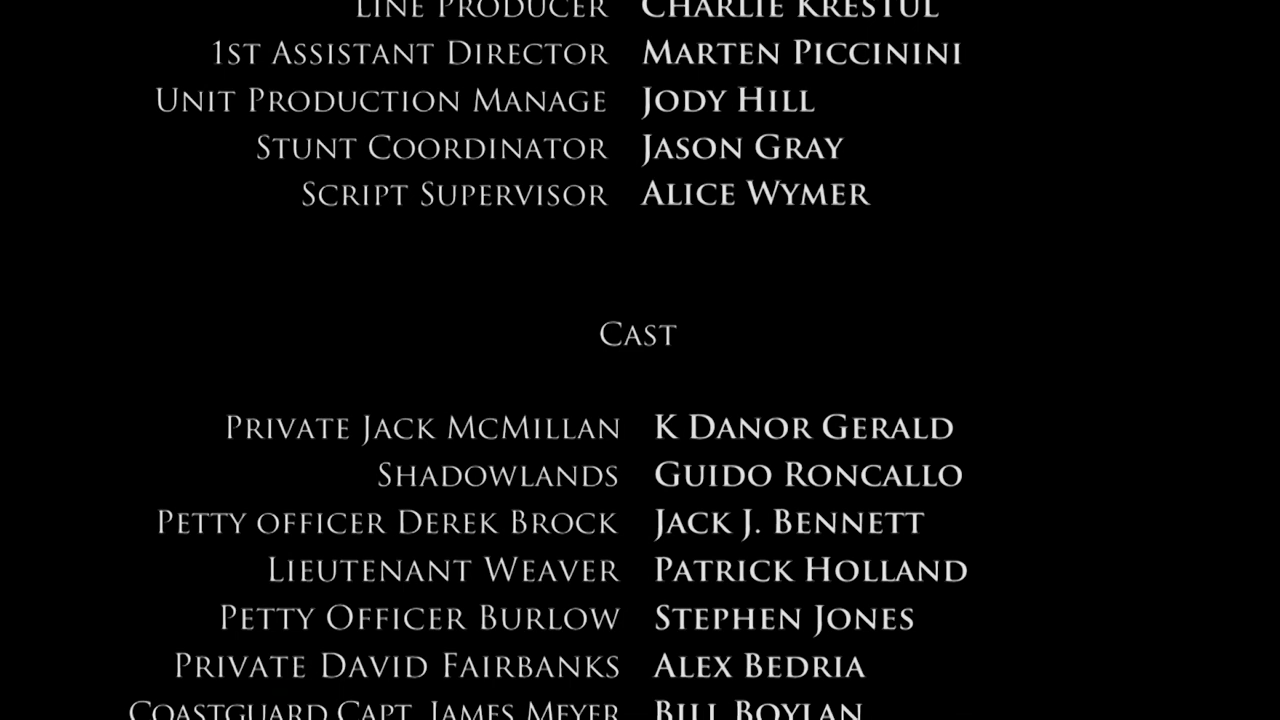 LINE PRODUCER CHARLIE KRESTUL
1ST ASSISTANT DIRECTOR MARTEN PICCININI
UNIT PRODUCTION MANAGE JODY HILL
STUNT COORDINATOR JASON GRAY
SCRIPT SUPERVISOR ALICE WYMER
CAST
PRIVATE JACK MCMILLAN K DANOR GERALD
SHADOWLANDS GUIDO RONCALLO
PETTY OFFICER DEREK BROCK JACK J. BENNETT
LIEUTENANT WEAVER PATRICK HOLLAND
PETTY OFFICER BURLOW STEPHEN JONES
PRIVATE DAVID FAIRBANKS ALEX BEDRIA
COASTGUARD CAPT. JAMES MEYER BILL BOYLAN